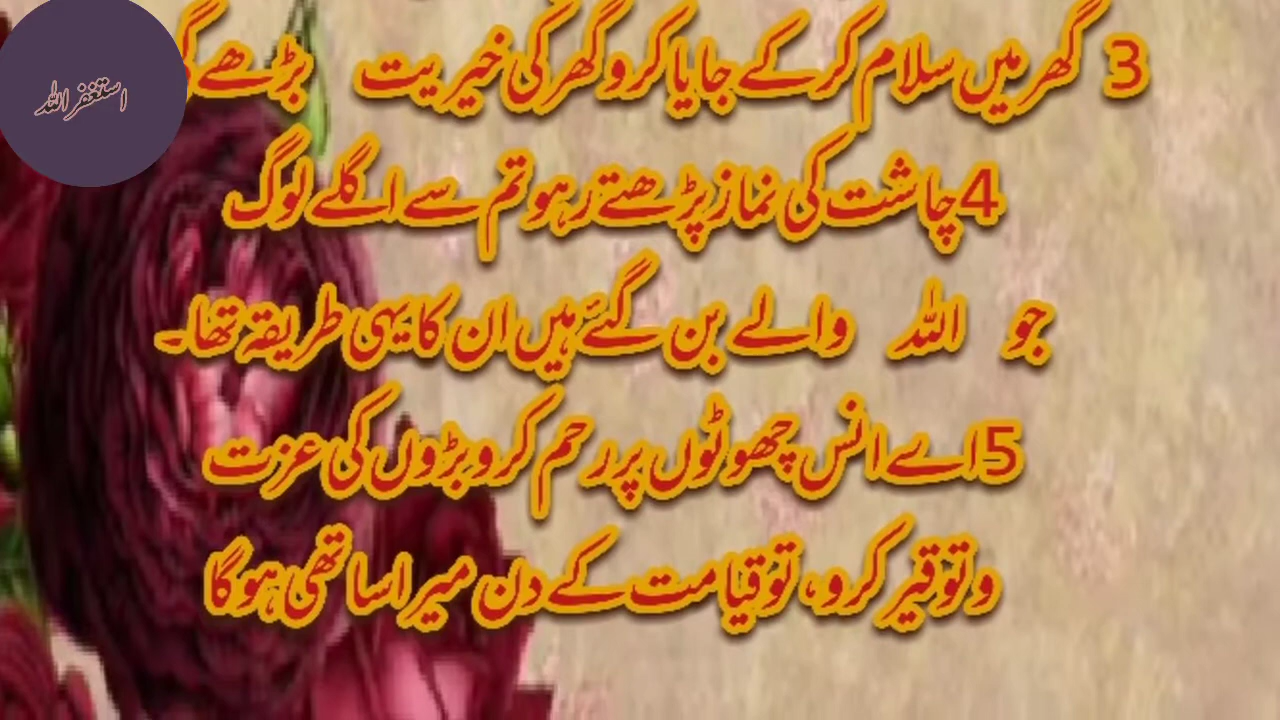 3 گھر میں سلام کر کے جایا کرو گھر کی خیریت بڑھے گی
4 چاشت کی نماز پڑھتے رہو تم سے اگلے لوگ
جو اللہ والے بن گئے ہیں ان کا یہی طریقہ تھا۔
5 اے انس چھوٹوں پر رحم کرو بڑوں کی عزت
و توقیر کرو، تو قیامت کے دن میرا ساتھی ہوگا
استغفر اللہ